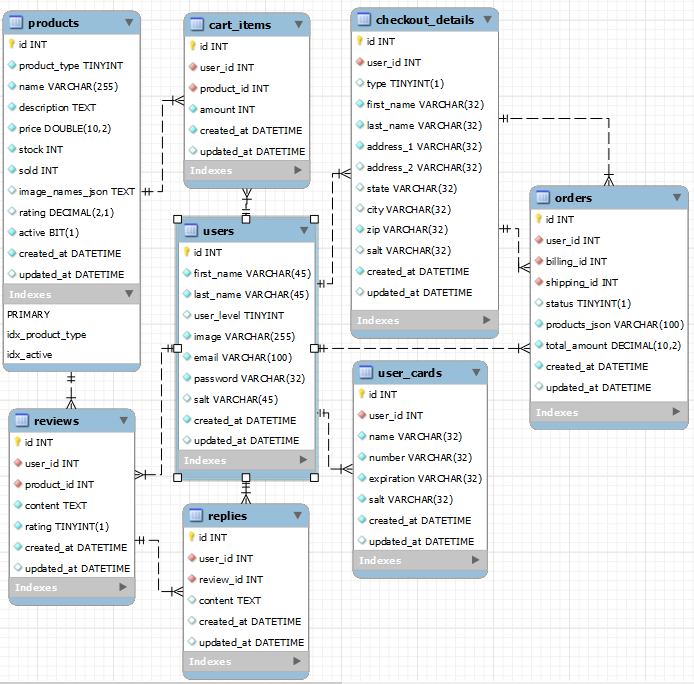 products
id INT
product_type TINYINT
name VARCHAR(255)
description TEXT
price DOUBLE(10,2)
stock INT
sold INT
image_names_json TEXT
rating DECIMAL(2,1)
active BIT(1)
created_at DATETIME
updated_at DATETIME
Indexes
PRIMARY
idx_product_type
idx_active
cart_items
id INT
user_id INT
product_id INT
amount INT
created_at DATETIME
updated_at DATETIME
Indexes
checkout_details
id INT
user_id INT
type TINYINT(1)
first_name VARCHAR(32)
last_name VARCHAR(32)
address_1 VARCHAR(32)
address_2 VARCHAR(32)
state VARCHAR(32)
city VARCHAR(32)
zip VARCHAR(32)
salt VARCHAR(32)
created_at DATETIME
updated_at DATETIME
Indexes
orders
id INT
user_id INT
billing_id INT
shipping_id INT
status TINYINT(1)
products_json VARCHAR(100)
total_amount DECIMAL(10,2)
created_at DATETIME
updated_at DATETIME
Indexes
users
id INT
first_name VARCHAR(45)
last_name VARCHAR(45)
user_level TINYINT
image VARCHAR(255)
email VARCHAR(100)
password VARCHAR(32)
salt VARCHAR(45)
created_at DATETIME
updated_at DATETIME
Indexes
user_cards
id INT
user_id INT
name VARCHAR(32)
number VARCHAR(32)
expiration VARCHAR(32)
salt VARCHAR(32)
created_at DATETIME
updated_at DATETIME
Indexes
reviews
id INT
user_id INT
product_id INT
content TEXT
rating TINYINT(1)
created_at DATETIME
updated_at DATETIME
Indexes
replies
id INT
user_id INT
review_id INT
content TEXT
created_at DATETIME
updated_at DATETIME
Indexes